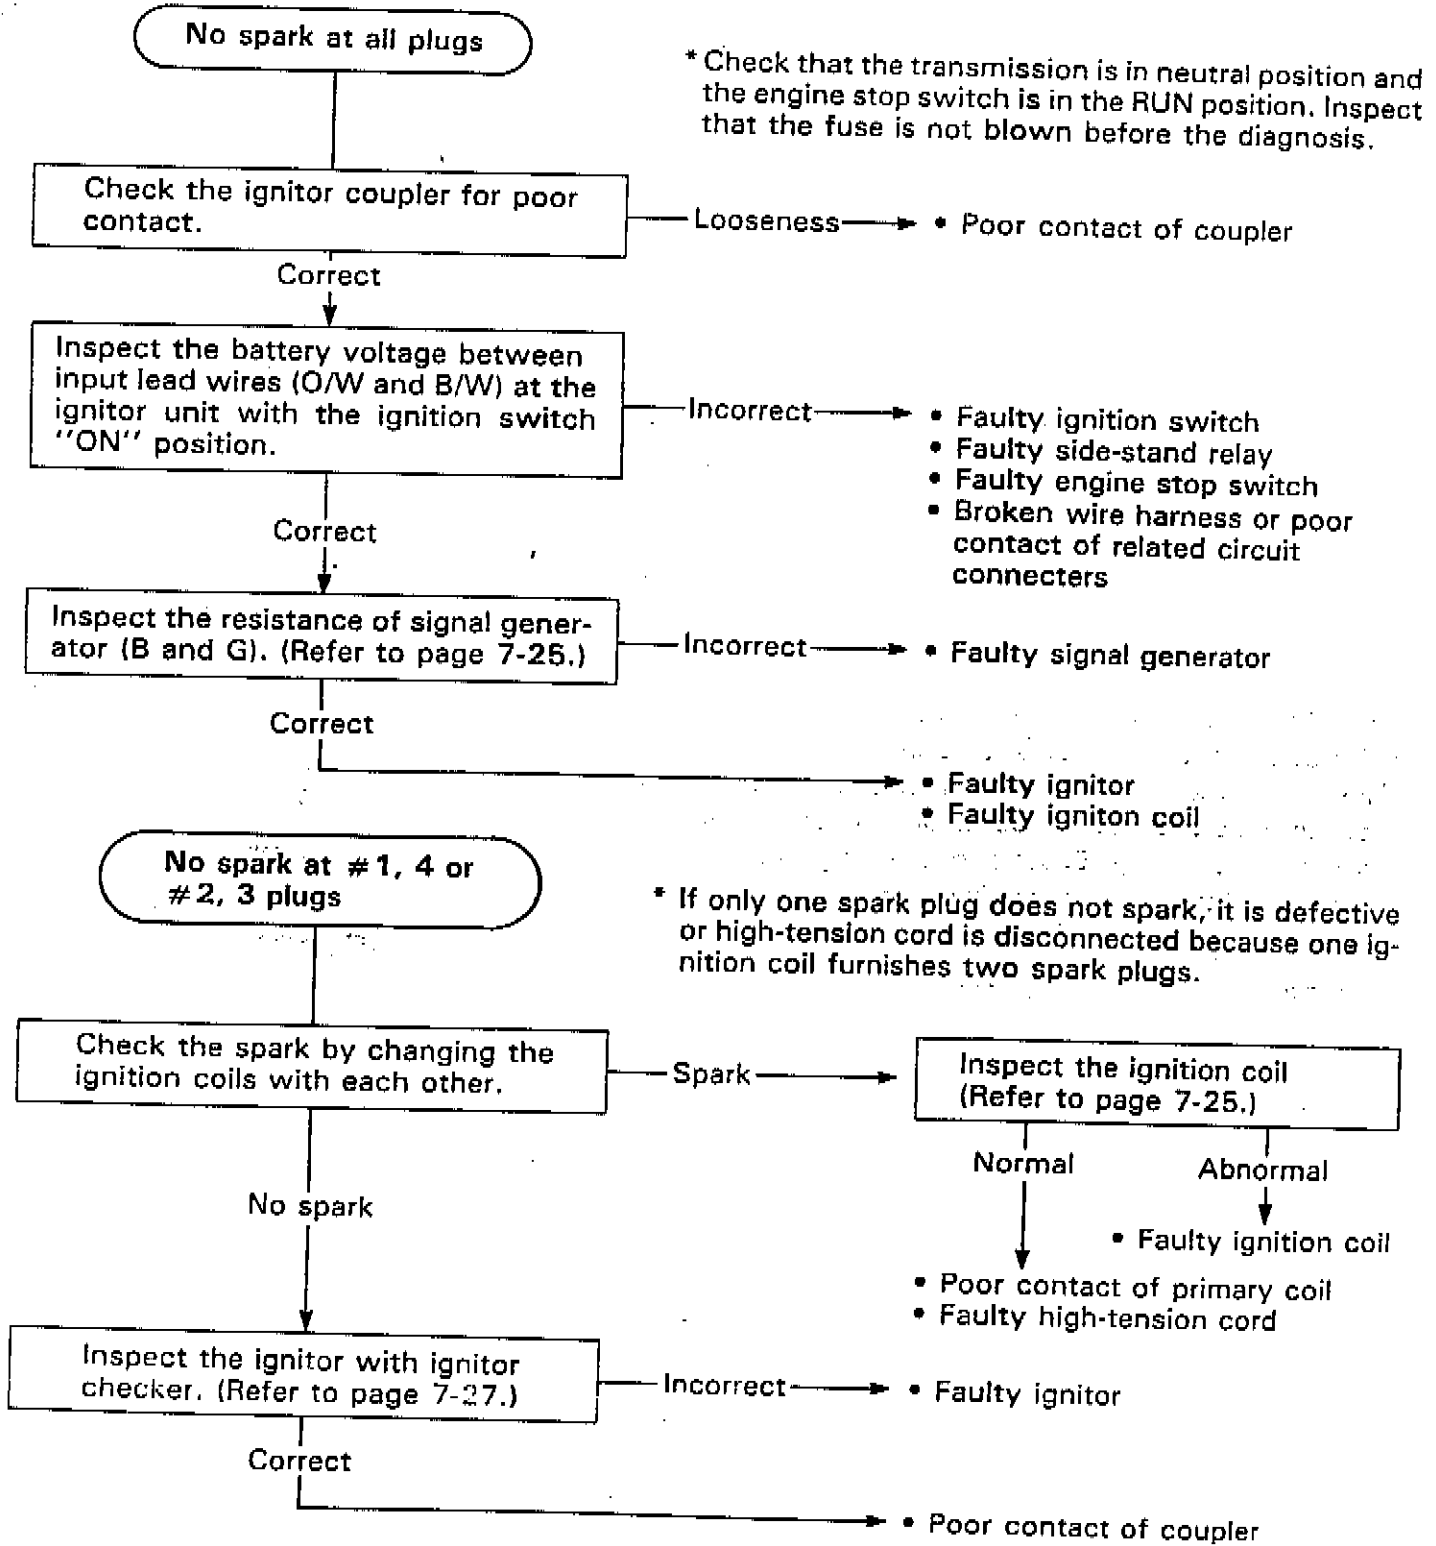 No spark at all plugs
* Check that the transmission is in neutral position and
the engine stop switch is in the RUN position. Inspect
that the fuse is not blown before the diagnosis.
Check the ignitor coupler for poor
contact.
Looseness
• Poor contact of coupler
Correct
Inspect the battery voltage between
input lead wires (O/W and B/W) at the
ignitor unit with the ignition switch
''ON'' position.
Incorrect
• Faulty ignition switch
• Faulty side-stand relay
• Faulty engine stop switch
• Broken wire harness or poor
contact of related circuit
connecters
Correct
Inspect the resistance of signal gener-
ator (B and G). (Refer to page 7-25.)
Incorrect
• Faulty signal generator
Correct
• Faulty ignitor
• Faulty igniton coil
No spark at #1, 4 or
#2, 3 plugs
* If only one spark plug does not spark, it is defective
or high-tension cord is disconnected because one ig-
nition coil furnishes two spark plugs.
Check the spark by changing the
ignition coils with each other.
Spark
Inspect the ignition coil
(Refer to page 7-25.)
Normal
Abnormal
No spark
• Faulty ignition coil
• Poor contact of primary coil
• Faulty high-tension cord
Inspect the ignitor with ignitor
checker. (Refer to page 7-27.)
Incorrect
• Faulty ignitor
Correct
• Poor contact of coupler